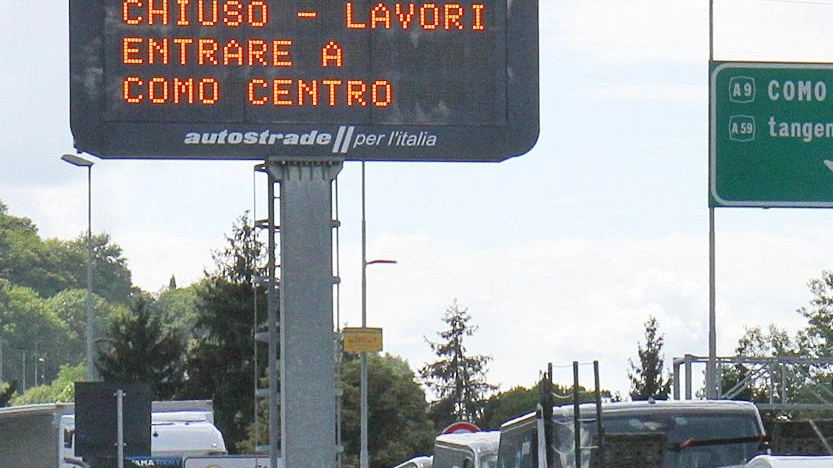 CHIUSO - LAVORI
ENTRARE A
COMO CENTRO
autostrade // per l'italia
A9 COMO
A59 tangen